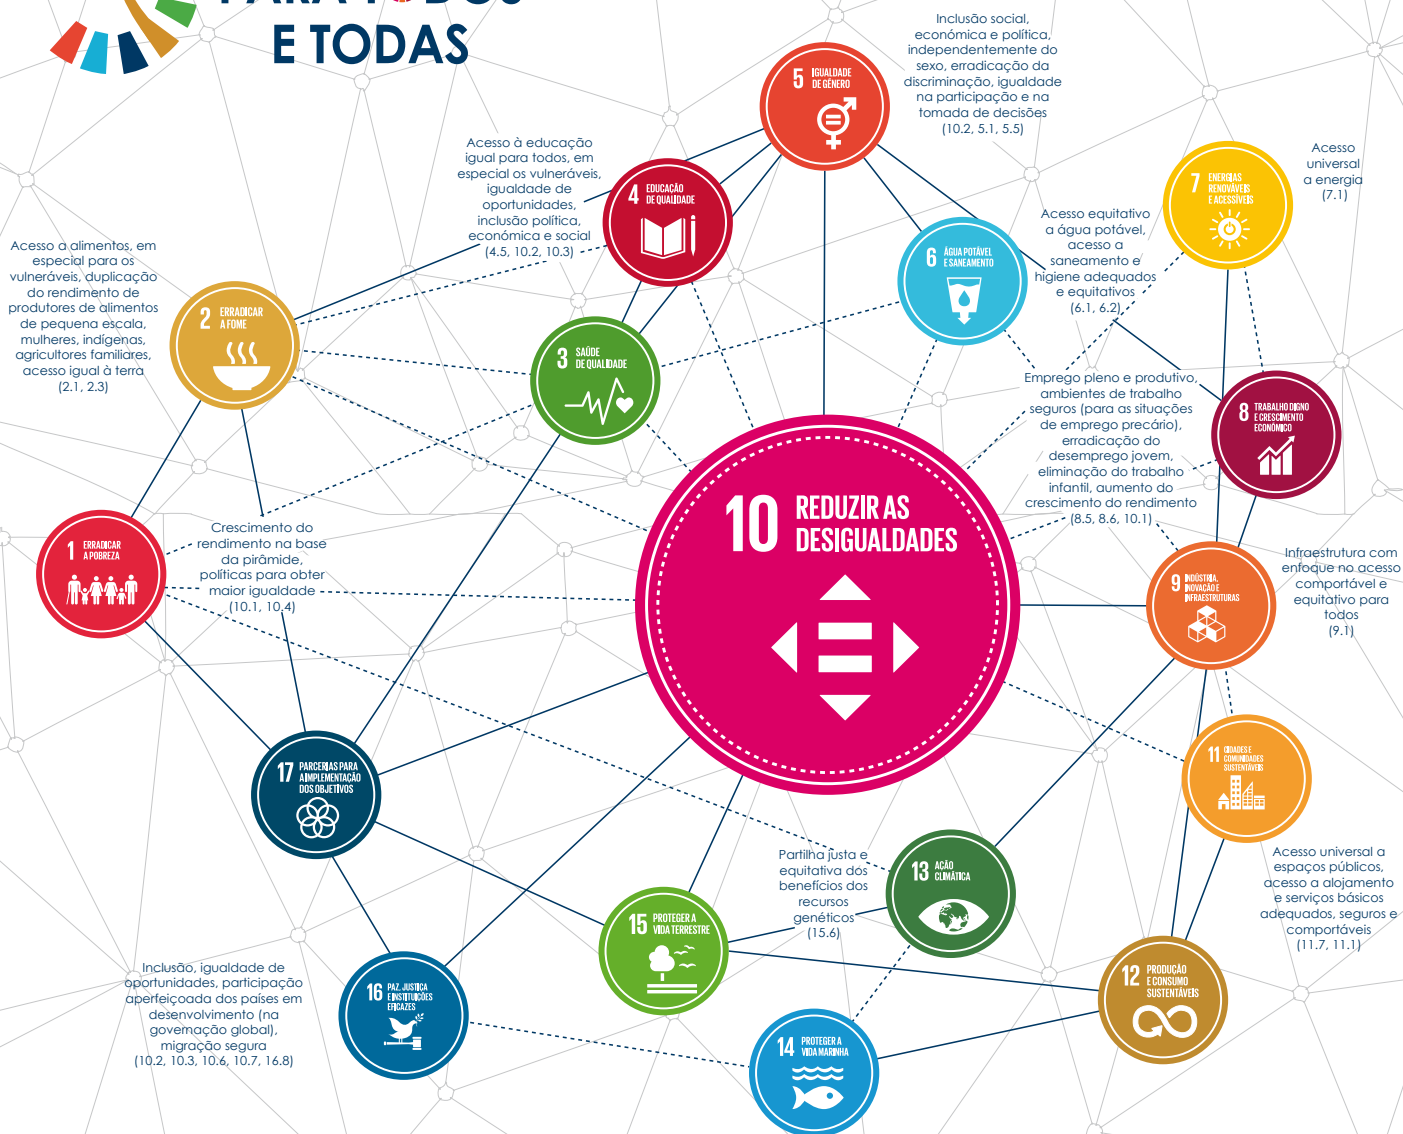 PARA TODOS
E TODAS
Inclusão social,
económica e política,
independentemente do
sexo, erradicação da
discriminação, igualdade
na participação e na
tomada de decisões
(10.2, 5.1, 5.5)
5 IGUALDADE
DE GÉNERO
Acesso à educação
igual para todos, em
especial os vulneráveis,
igualdade de
oportunidades,
inclusão política,
económica e social
(4.5, 10.2, 10.3)
4 EDUCAÇÃO
DE QUALIDADE
Acesso
universal
a energia
(7.1)
7 ENERGIAS
RENOVÁVEIS
E ACESSÍVEIS
Acesso equitativo
a água potável,
acesso a
saneamento e
higiene adequados
e equitativos
(6.1, 6.2)
6 ÁGUA POTÁVEL
E SANEAMENTO
Acesso a alimentos, em
especial para os
vulneráveis, duplicação
do rendimento de
produtores de alimentos
de pequena escala,
mulheres, indígenas,
agricultores familiares,
acesso igual à terra
(2.1, 2.3)
2 ERRADICAR
A FOME
3 SAÚDE
DE QUALIDADE
Emprego pleno e produtivo,
ambientes de trabalho
seguros (para as situações
de emprego precário),
erradicação do
desemprego jovem,
eliminação do trabalho
infantil, aumento do
crescimento do rendimento
(8.5, 8.6, 10.1)
8 TRABALHO DIGNO
E CRESCIMENTO
ECONÓMICO
10 REDUZIR AS
DESIGUALDADES
1 ERRADICAR
A POBREZA
Crescimento do
rendimento na base
da pirâmide,
políticas para obter
maior igualdade
(10.1, 10.4)
9 INDÚSTRIA,
INOVAÇÃO E
INFRAESTRUTURAS
Infraestrutura com
enfoque no acesso
comportável e
equitativo para
todos
(9.1)
17 PARCERIAS PARA
A IMPLEMENTAÇÃO
DOS OBJETIVOS
11 CIDADES E
COMUNIDADES
SUSTENTÁVEIS
Acesso universal a
espaços públicos,
acesso a alojamento
e serviços básicos
adequados, seguros e
comportáveis
(11.7, 11.1)
Partilha justa e
equitativa dos
benefícios dos
recursos
genéticos
(15.6)
13 AÇÃO
CLIMÁTICA
15 PROTEGER A
VIDA TERRESTRE
12 PRODUÇÃO
E CONSUMO
SUSTENTÁVEIS
Inclusão, igualdade de
oportunidades, participação
aperfeiçoada dos países em
desenvolvimento (na
governação global),
migração segura
(10.2, 10.3, 10.6, 10.7, 16.8)
16 PAZ, JUSTIÇA
E INSTITUIÇÕES
EFICAZES
14 PROTEGER A
VIDA MARINHA